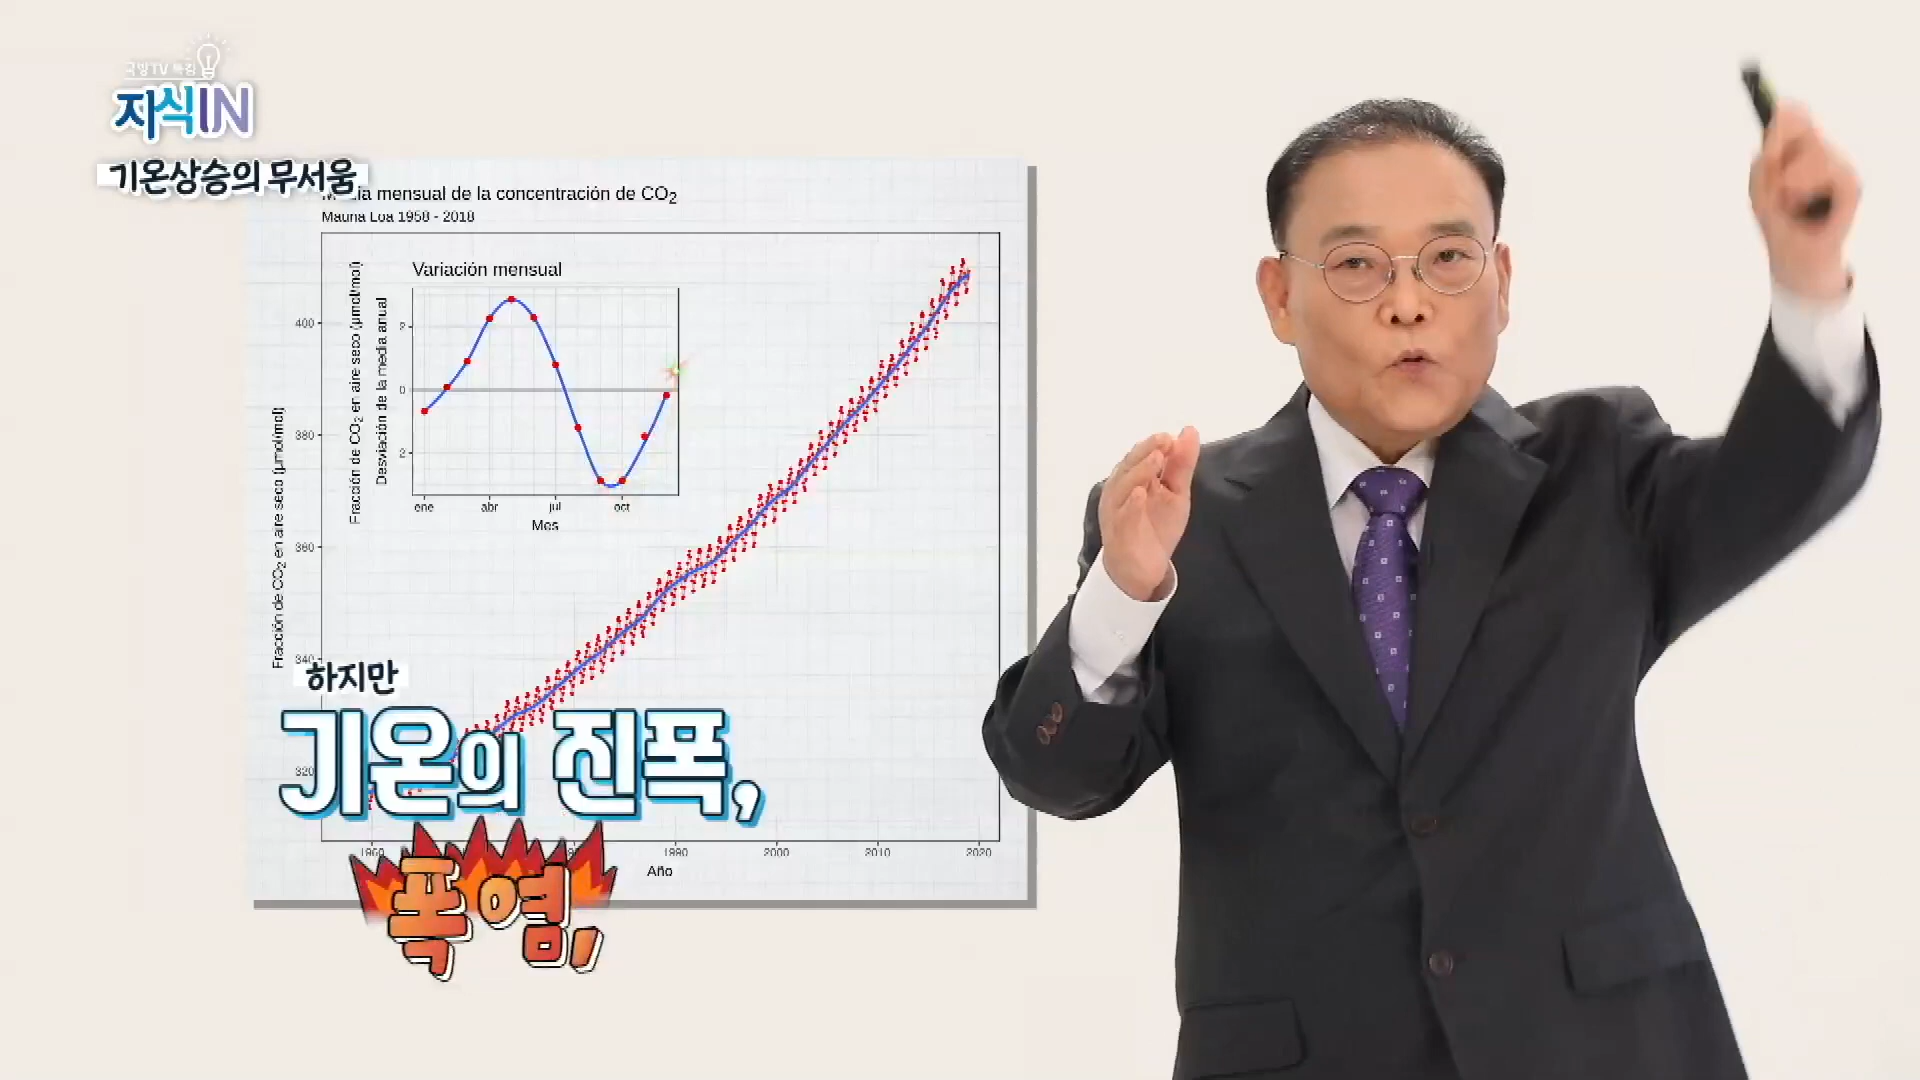 국방TV 특강
지식IN
기온상승의 무서움
mensual de la concentración de CO₂
Mauna Loa 1958 - 2018
Variación mensual
Fracción de CO₂ en aire seco (µmol/mol)
Desviación de la media anual
2
0
2
ene abr jul oct
Mes
Fracción de CO₂ en aire seco (µmol/mol)
400
380
360
340
320
하지만
기온의 진폭,
1960 1990 2000 2010 2020
Año
폭염,